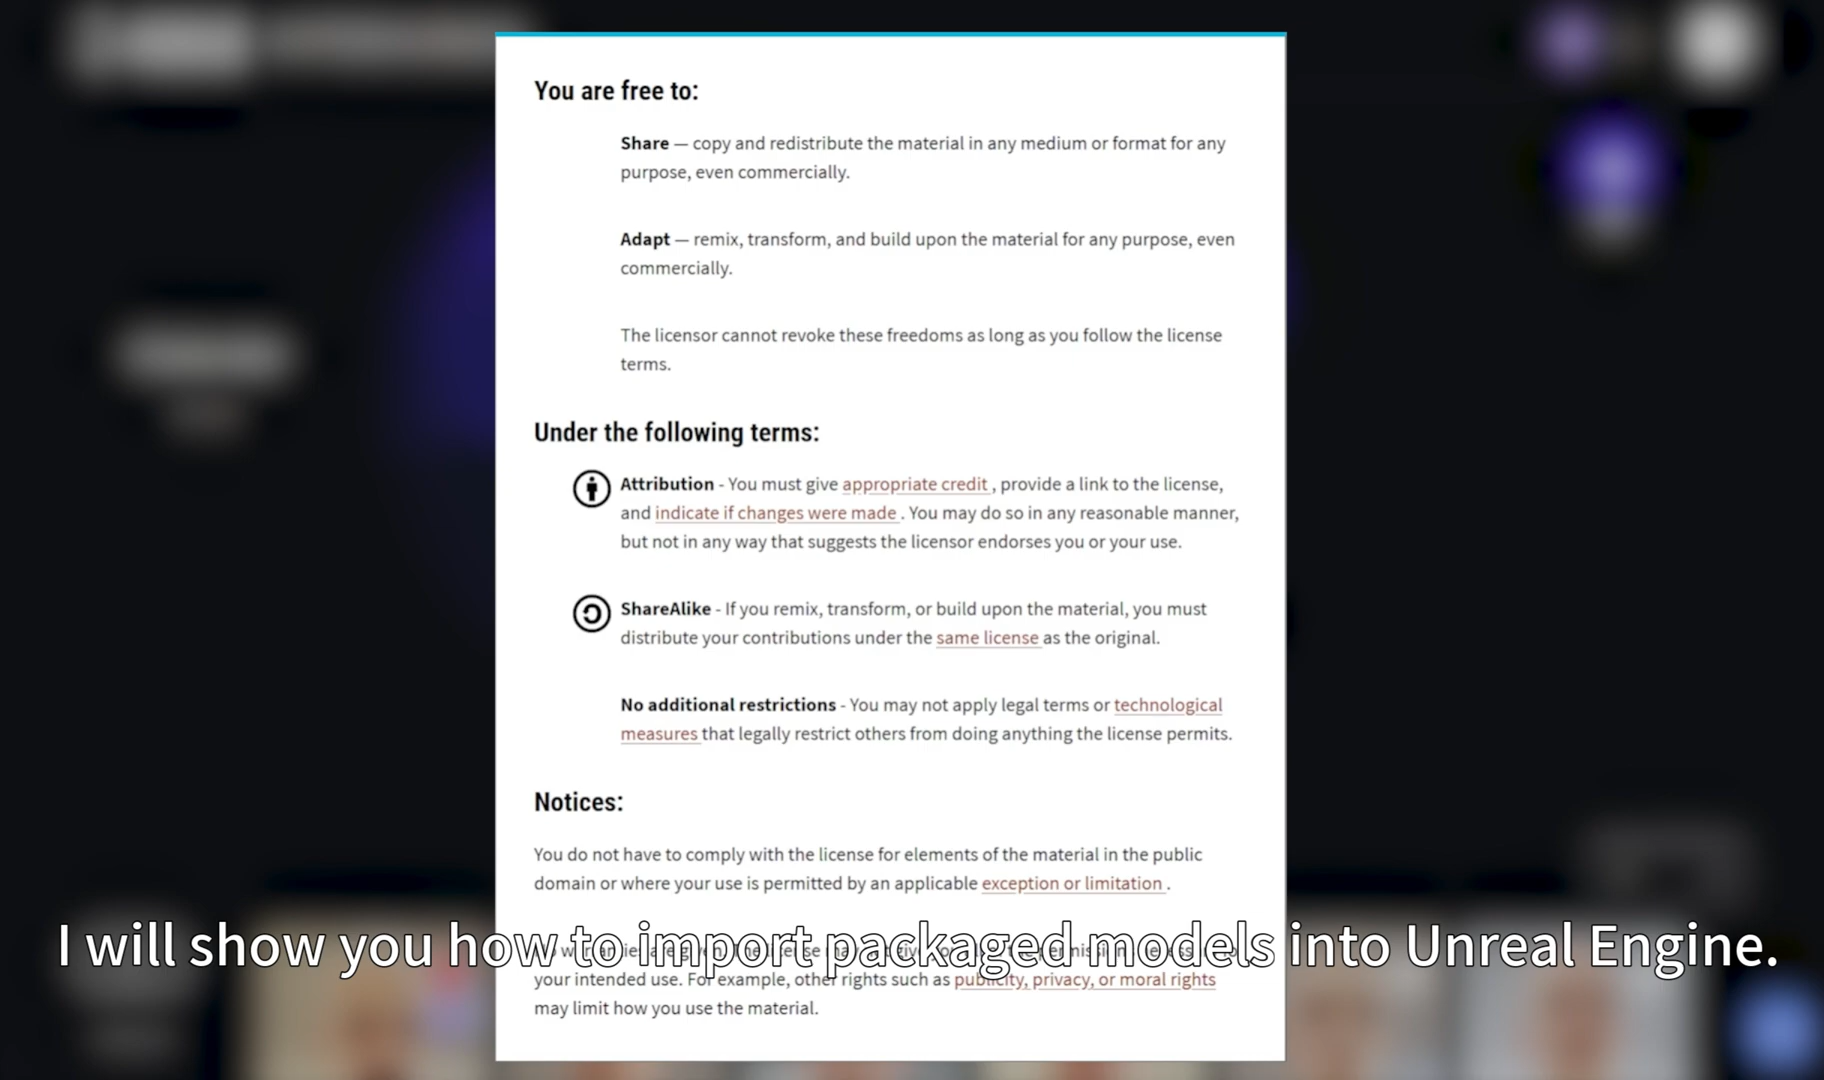 You are free to:
Share — copy and redistribute the material in any medium or format for any
purpose, even commercially.
Adapt — remix, transform, and build upon the material for any purpose, even
commercially.
The licensor cannot revoke these freedoms as long as you follow the license
terms.
Under the following terms:
Attribution - You must give appropriate credit , provide a link to the license,
and indicate if changes were made . You may do so in any reasonable manner,
but not in any way that suggests the licensor endorses you or your use.
ShareAlike - If you remix, transform, or build upon the material, you must
distribute your contributions under the same license as the original.
No additional restrictions - You may not apply legal terms or technological
measures that legally restrict others from doing anything the license permits.
Notices:
You do not have to comply with the license for elements of the material in the public
domain or where your use is permitted by an applicable exception or limitation .
I will show you how to import packaged models into Unreal Engine.
your intended use. For example, other rights such as publicity, privacy, or moral rights
may limit how you use the material.